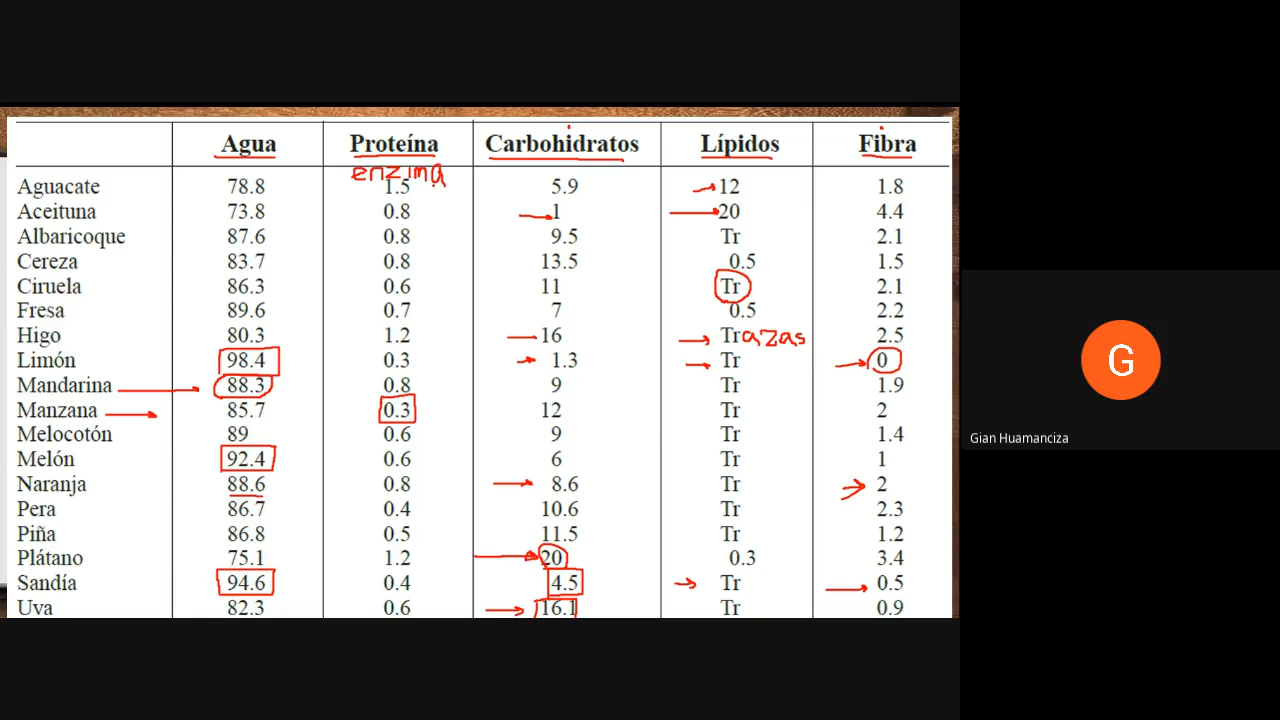 Agua Proteína Carbohidratos Lípidos Fibra
enzima
Aguacate 78.8 1.5 5.9 12 1.8
Aceituna 73.8 0.8 1 20 4.4
Albaricoque 87.6 0.8 9.5 Tr 2.1
Cereza 83.7 0.8 13.5 0.5 1.5
Ciruela 86.3 0.6 11 Tr 2.1
Fresa 89.6 0.7 7 0.5 2.2
Higo 80.3 1.2 16 Trazas 2.5
Limón 98.4 0.3 1.3 Tr 0
Mandarina 88.3 0.8 9 Tr 1.9
Manzana 85.7 0.3 12 Tr 2
Melocotón 89 0.6 9 Tr 1.4
Melón 92.4 0.6 6 Tr 1
Naranja 88.6 0.8 8.6 Tr 2
Pera 86.7 0.4 10.6 Tr 2.3
Piña 86.8 0.5 11.5 Tr 1.2
Plátano 75.1 1.2 20 0.3 3.4
Sandía 94.6 0.4 4.5 Tr 0.5
Uva 82.3 0.6 16.1 Tr 0.9
G
Gian Huamanciza